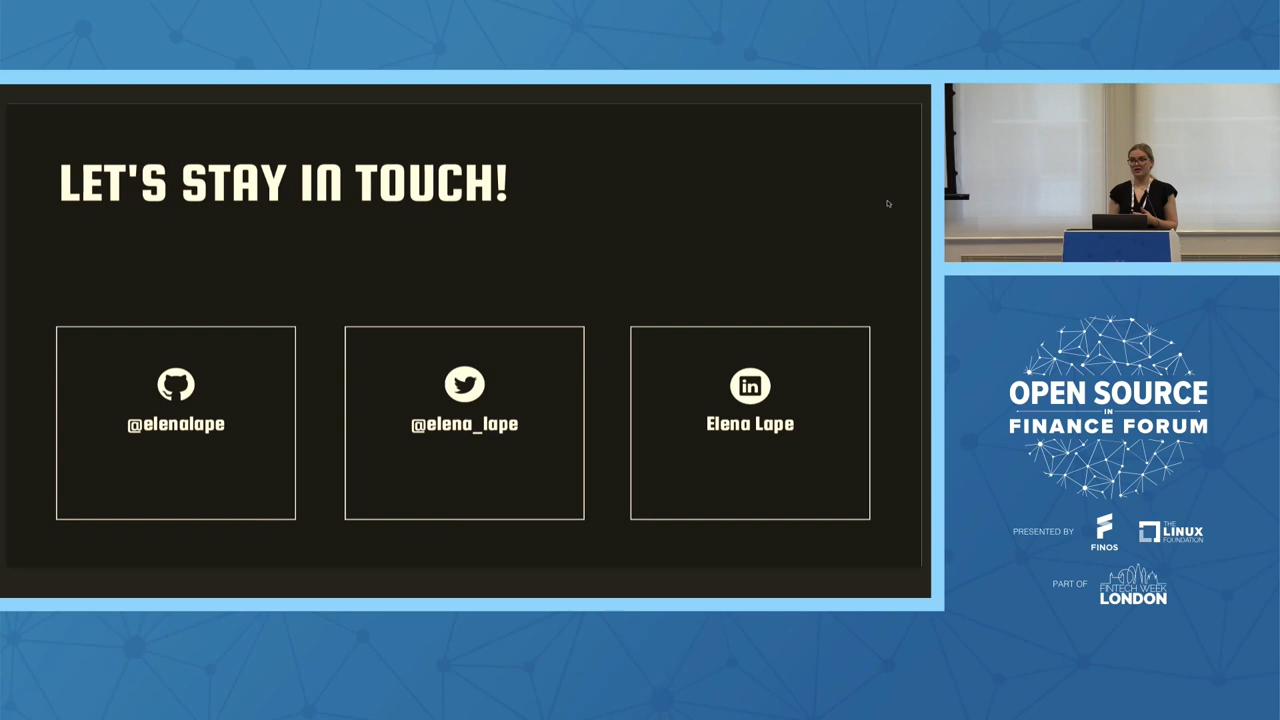 LET'S STAY IN TOUCH!
@elenalape
@elena_lape
in
Elena Lape
OPEN SOURCE
IN
FINANCE FORUM
PRESENTED BY
FINOS
THE
LINUX
FOUNDATION
PART OF
FINTECH WEEK
LONDON